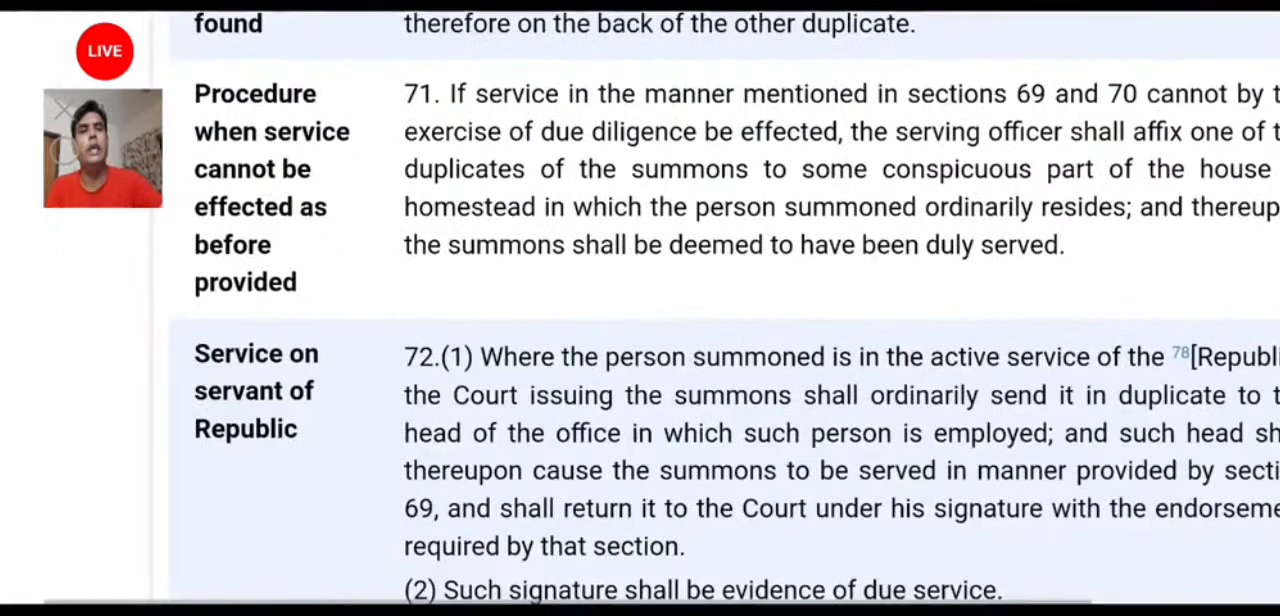 LIVE
found
therefore on the back of the other duplicate.
Procedure
when service
cannot be
effected as
before
provided
71. If service in the manner mentioned in sections 69 and 70 cannot by t
exercise of due diligence be effected, the serving officer shall affix one of t
duplicates of the summons to some conspicuous part of the house
homestead in which the person summoned ordinarily resides; and thereup
the summons shall be deemed to have been duly served.
Service on
servant of
Republic
72.(1) Where the person summoned is in the active service of the 78[Republi
the Court issuing the summons shall ordinarily send it in duplicate to t
head of the office in which such person is employed; and such head sh
thereupon cause the summons to be served in manner provided by secti
69, and shall return it to the Court under his signature with the endorseme
required by that section.
(2) Such signature shall be evidence of due service.